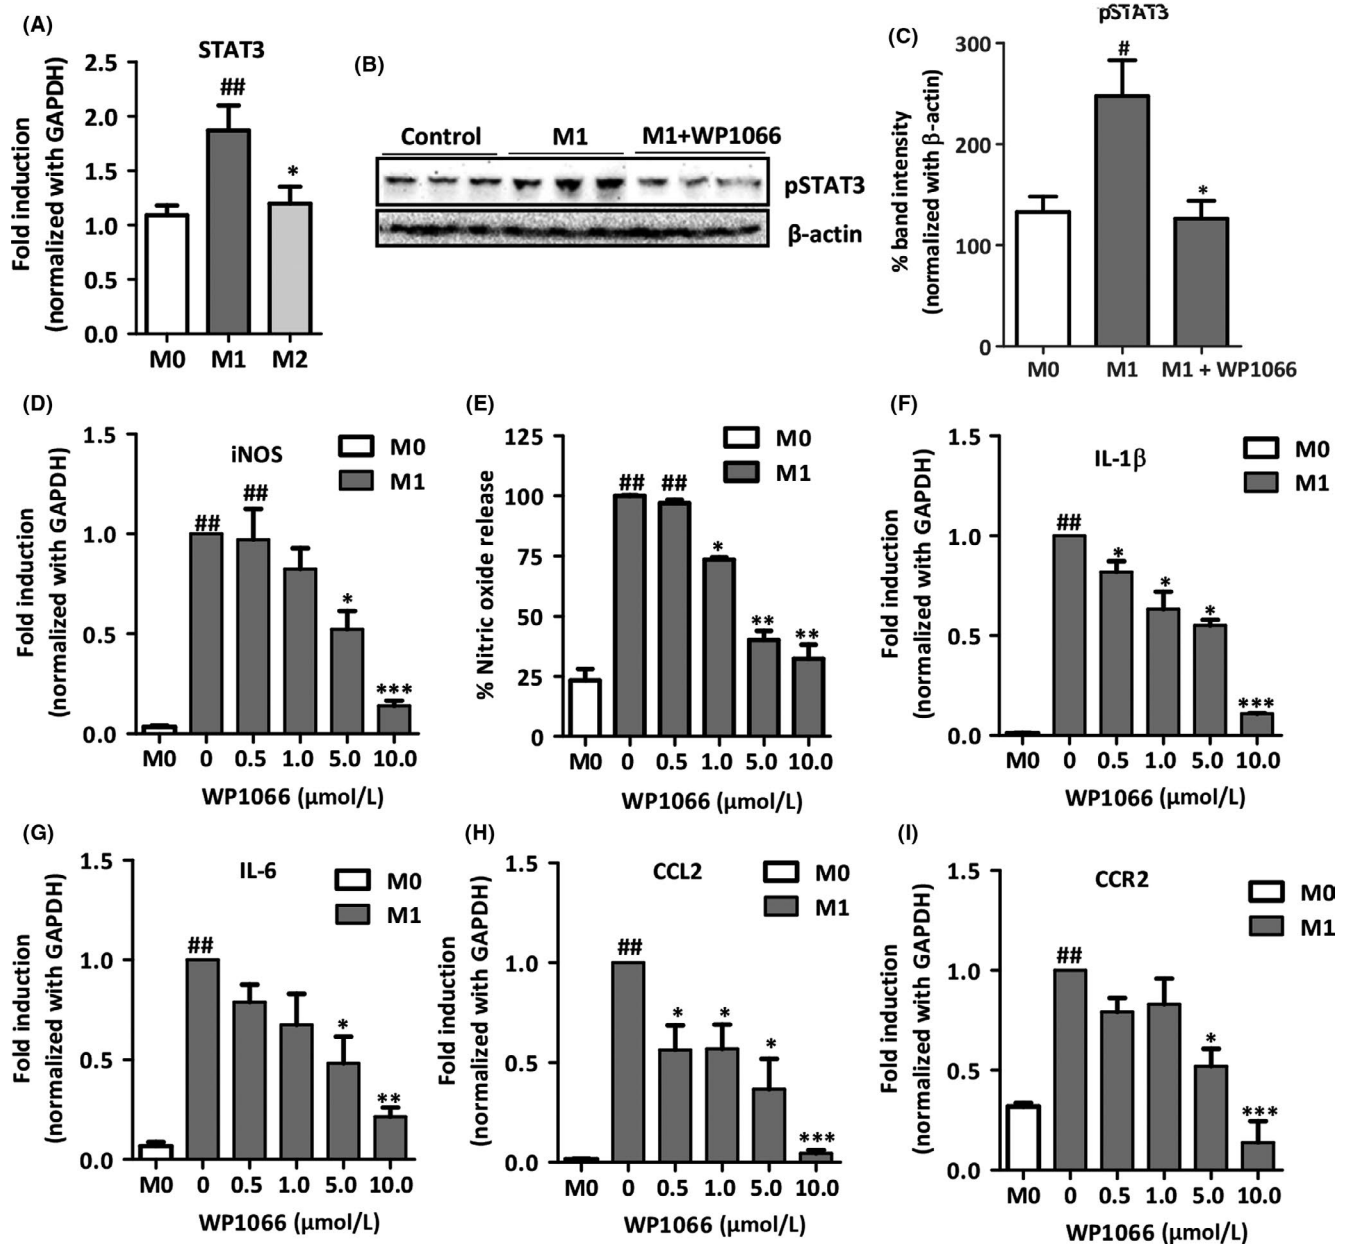 (A)
STAT3
##
*
2.5
2.0
1.5
1.0
0.5
0.0
Fold induction
(normalized with GAPDH)
M0 M1 M2
(B)
Control M1 M1+WP1066
pSTAT3
β-actin
(C)
pSTAT3
#
*
300
200
100
0
% band intensity
(normalized with β-actin)
M0 M1 M1 + WP1066
(D)
iNOS
M0
M1
## ## * ***
1.5
1.0
0.5
0.0
Fold induction
(normalized with GAPDH)
M0 0 0.5 1.0 5.0 10.0
WP1066 (μmol/L)
(E)
M0
M1
## ## * ** **
125
100
75
50
25
0
% Nitric oxide release
M0 0 0.5 1.0 5.0 10.0
WP1066 (μmol/L)
(F)
IL-1β
M0
M1
## * * * ***
1.5
1.0
0.5
0.0
Fold induction
(normalized with GAPDH)
M0 0 0.5 1.0 5.0 10.0
WP1066 (μmol/L)
(G)
IL-6
M0
M1
## * **
1.5
1.0
0.5
0.0
Fold induction
(normalized with GAPDH)
M0 0 0.5 1.0 5.0 10.0
WP1066 (μmol/L)
(H)
CCL2
M0
M1
## * * * ***
1.5
1.0
0.5
0.0
Fold induction
(normalized with GAPDH)
M0 0 0.5 1.0 5.0 10.0
WP1066 (μmol/L)
(I)
CCR2
M0
M1
## * ***
1.5
1.0
0.5
0.0
Fold induction
(normalized with GAPDH)
M0 0 0.5 1.0 5.0 10.0
WP1066 (μmol/L)